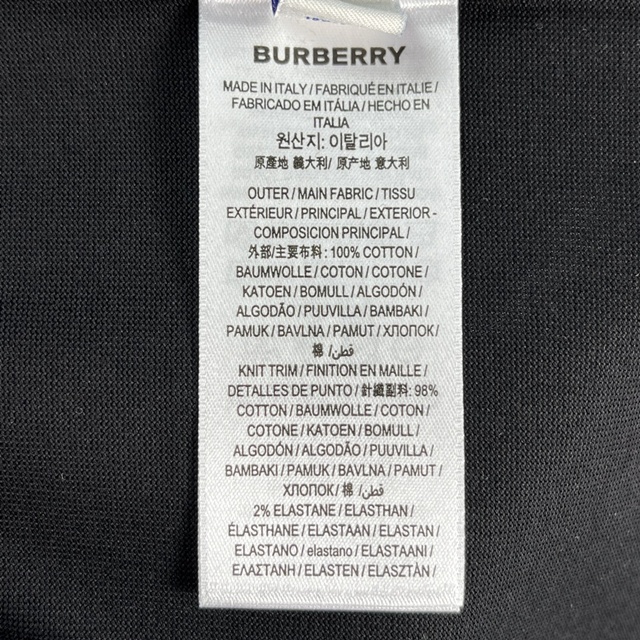 BURBERRY
MADE IN ITALY / FABRIQUÉ EN ITALIE /
FABRICADO EM ITÁLIA / HECHO EN
ITALIA
원산지: 이탈리아
原產地 義大利/ 原产地 意大利
OUTER / MAIN FABRIC / TISSU
EXTÉRIEUR / PRINCIPAL / EXTERIOR -
COMPOSICION PRINCIPAL /
外部/主要布料: 100% COTTON /
BAUMWOLLE / COTON / COTONE /
KATOEN / BOMULL / ALGODÓN /
ALGODÃO / PUUVILLA / BAMBAKI /
PAMUK / BAVLNA / PAMUT / ХЛОПОК /
棉 /قطن /
KNIT TRIM / FINITION EN MAILLE /
DETALLES DE PUNTO / 針織副料: 98%
COTTON / BAUMWOLLE / COTON /
COTONE / KATOEN / BOMULL /
ALGODÓN / ALGODÃO / PUUVILLA /
BAMBAKI / PAMUK / BAVLNA / PAMUT /
ХЛОПОК / 棉 /قطن /
2% ELASTANE / ELASTHAN /
ÉLASTHANE / ELASTAAN / ELASTAN /
ELASTANO / elastano / ELASTAANI /
ΕΛΑΣΤΑΝΗ / ELASTEN / ELASZTÁN /